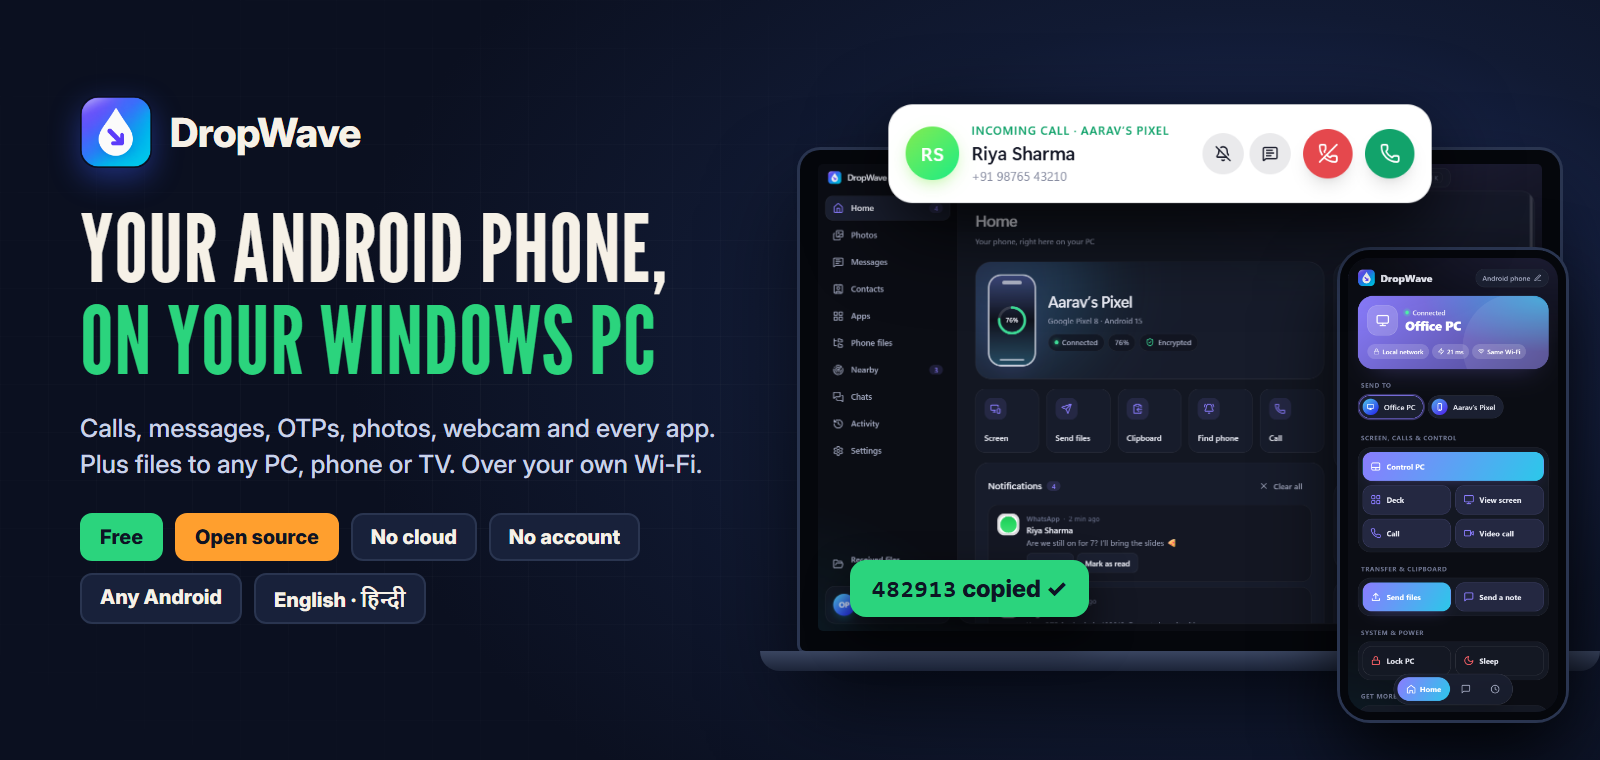 DropWave
YOUR ANDROID PHONE,
ON YOUR WINDOWS PC
Calls, messages, OTPs, photos, webcam and every app.
Plus files to any PC, phone or TV. Over your own Wi-Fi.
Free
Open source
No cloud
No account
Any Android
English · हिन्दी
RS
INCOMING CALL · AARAV'S PIXEL
Riya Sharma
+91 98765 43210
DropWave
Home
4
Photos
Messages
Contacts
Apps
Phone files
Nearby
3
Chats
Activity
Settings
Home
Your phone, right here on your PC
76%
Aarav's Pixel
Google Pixel 8 · Android 15
Connected
76%
Encrypted
Screen
Send files
Clipboard
Find phone
Call
Notifications
4
Clear all
WhatsApp · 2 min ago
Riya Sharma
Are we still on for 7? I'll bring the slides
Mark as read
482913 copied ✓
DropWave
Android phone
Connected
Office PC
Local network
21 ms
Same Wi-Fi
SEND TO
Office PC
Aarav's Pixel
SCREEN, CALLS & CONTROL
Control PC
Deck
View screen
Call
Video call
TRANSFER & CLIPBOARD
Send files
Send a note
SYSTEM & POWER
Lock PC
Sleep
GET MORE
Home